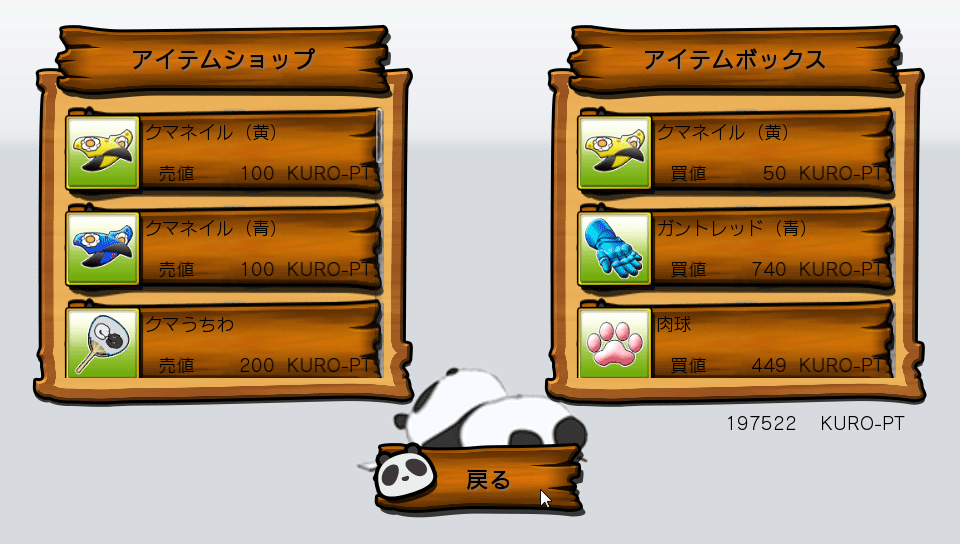 アイテムショップ
クマネイル（黄）
売値 100 KURO-PT
クマネイル（青）
売値 100 KURO-PT
クマうちわ
売値 200 KURO-PT
アイテムボックス
クマネイル（黄）
買値 50 KURO-PT
ガントレッド（青）
買値 740 KURO-PT
肉球
買値 449 KURO-PT
197522 KURO-PT
戻る